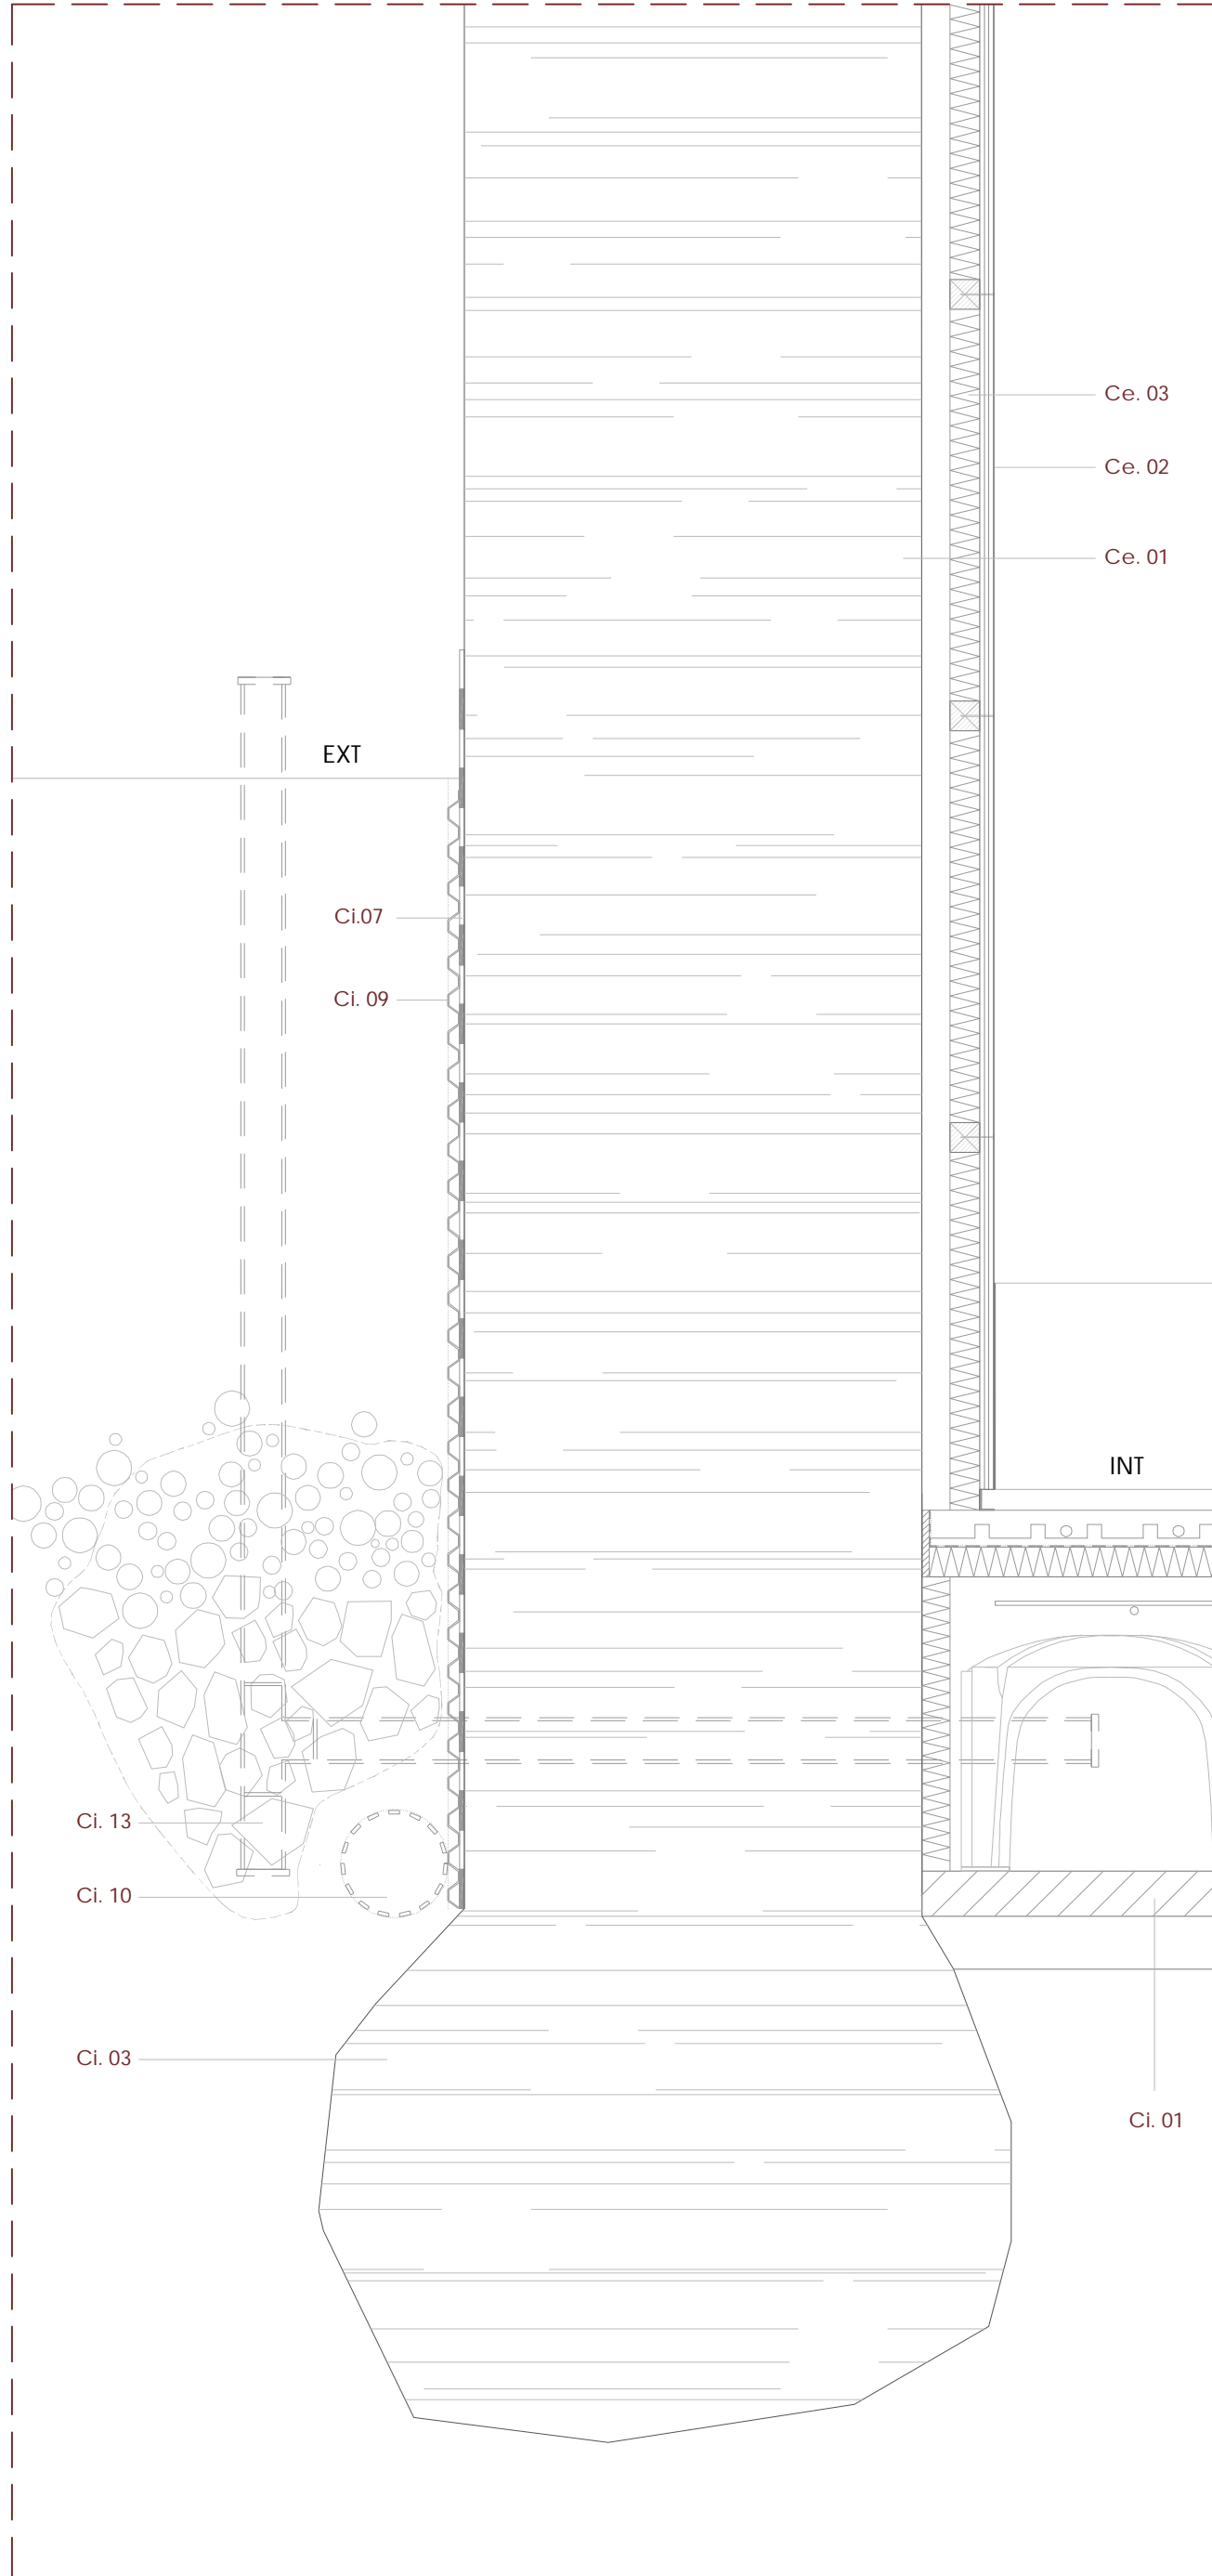 Ce. 03
Ce. 02
Ce. 01
EXT
Ci.07
Ci. 09
INT
Ci. 13
Ci. 10
Ci. 03
Ci. 01